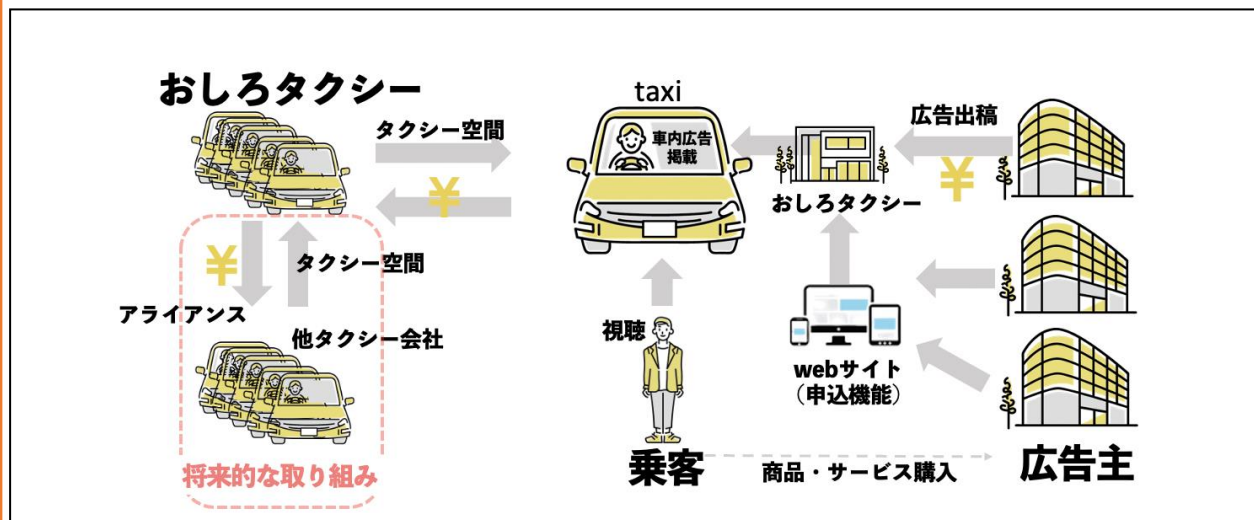 おしろタクシー
タクシー空間
¥
¥
タクシー空間
アライアンス
他タクシー会社
将来的な取り組み
taxi
車内広告
掲載
視聴
乗客
広告出稿
¥
おしろタクシー
webサイト
(申込機能)
商品・サービス購入
広告主